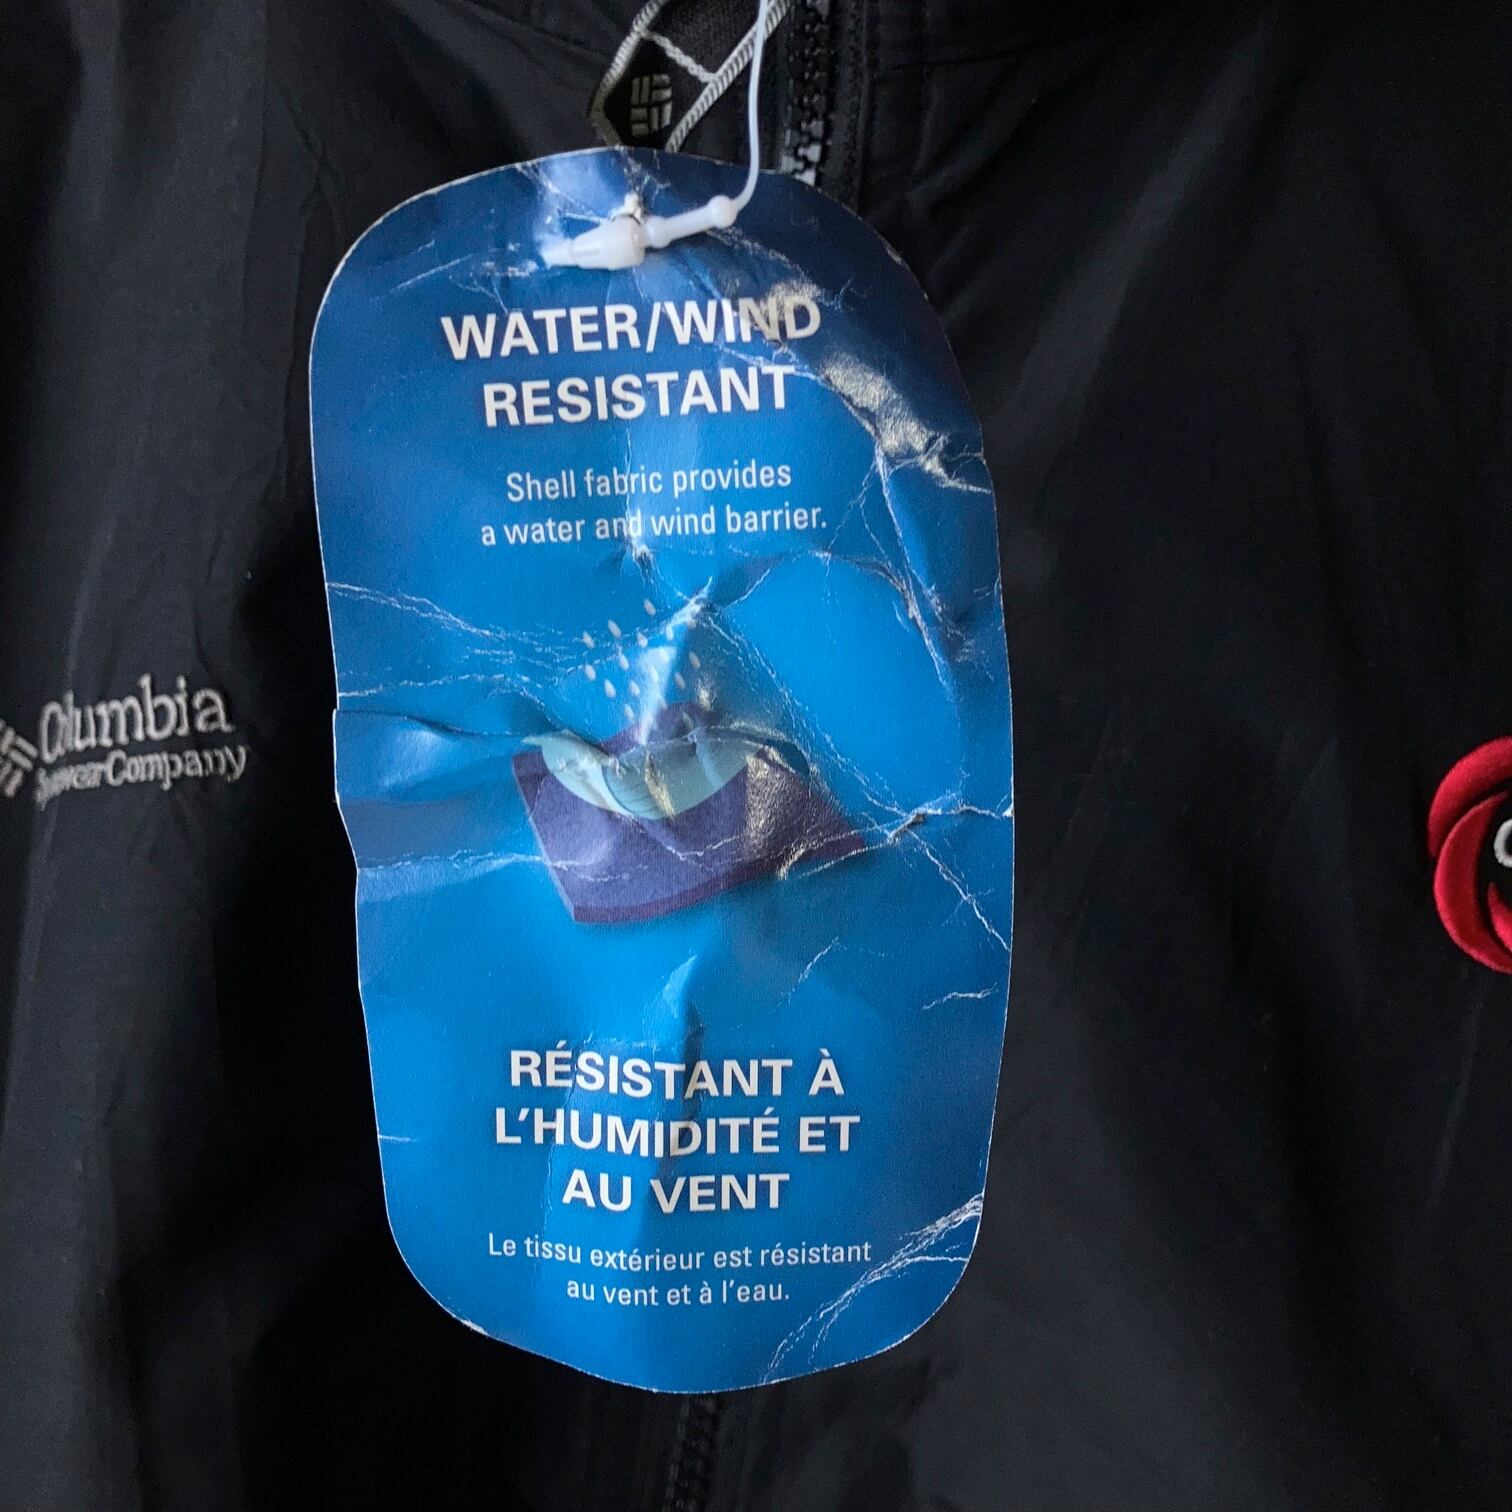 WATER/WIND
RESISTANT
Shell fabric provides
a water and wind barrier.
Columbia
Company
RÉSISTANT À
L'HUMIDITÉ ET
AU VENT
Le tissu extérieur est résistant
au vent et à l'eau.